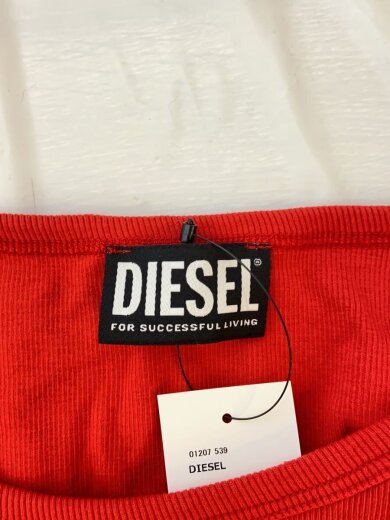 DIESEL®
FOR SUCCESSFUL LIVING
01207 539
DIESEL